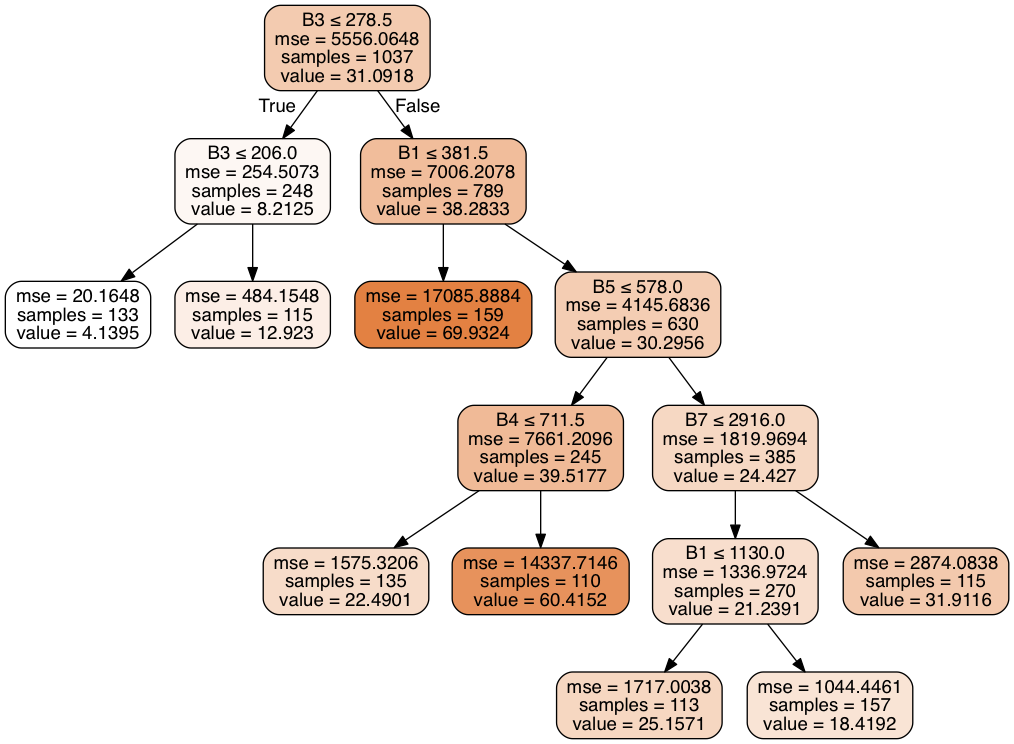 B3 ≤ 278.5
mse = 5556.0648
samples = 1037
value = 31.0918
True
False
B3 ≤ 206.0
mse = 254.5073
samples = 248
value = 8.2125
B1 ≤ 381.5
mse = 7006.2078
samples = 789
value = 38.2833
mse = 20.1648
samples = 133
value = 4.1395
mse = 484.1548
samples = 115
value = 12.923
mse = 17085.8884
samples = 159
value = 69.9324
B5 ≤ 578.0
mse = 4145.6836
samples = 630
value = 30.2956
B4 ≤ 711.5
mse = 7661.2096
samples = 245
value = 39.5177
B7 ≤ 2916.0
mse = 1819.9694
samples = 385
value = 24.427
mse = 1575.3206
samples = 135
value = 22.4901
mse = 14337.7146
samples = 110
value = 60.4152
B1 ≤ 1130.0
mse = 1336.9724
samples = 270
value = 21.2391
mse = 2874.0838
samples = 115
value = 31.9116
mse = 1717.0038
samples = 113
value = 25.1571
mse = 1044.4461
samples = 157
value = 18.4192